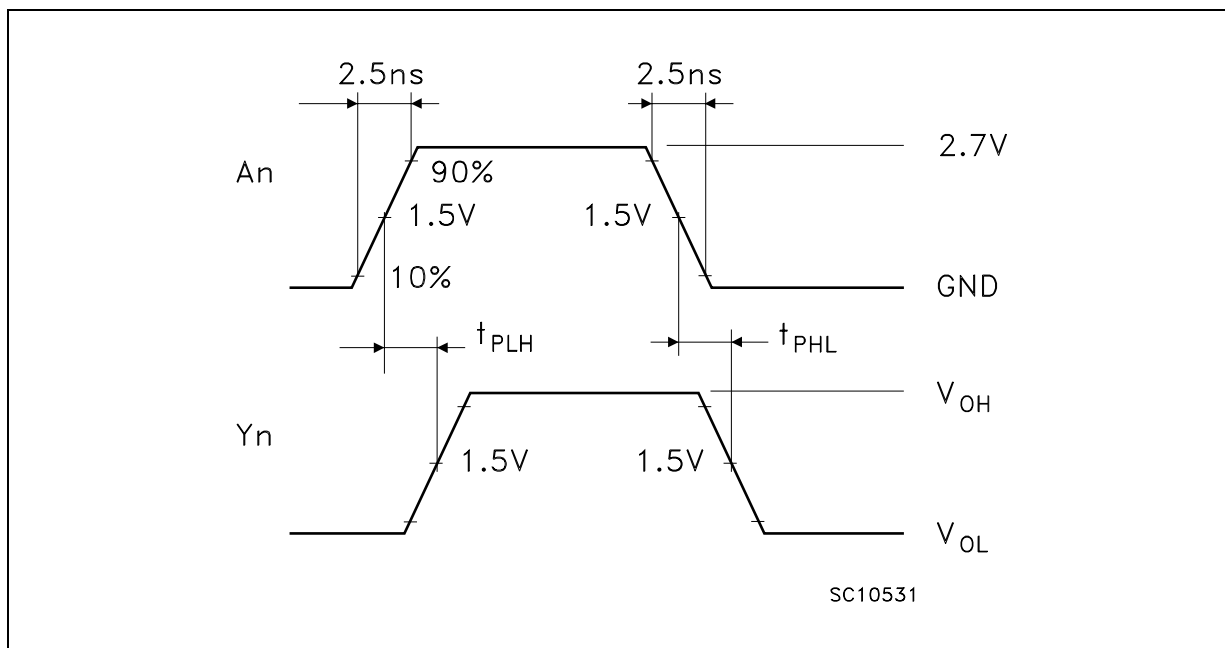 2.5ns 2.5ns
2.7V
An
90%
1.5V 1.5V
10%
GND
tPLH tPHL
VOH
Yn
1.5V 1.5V
VOL
SC10531